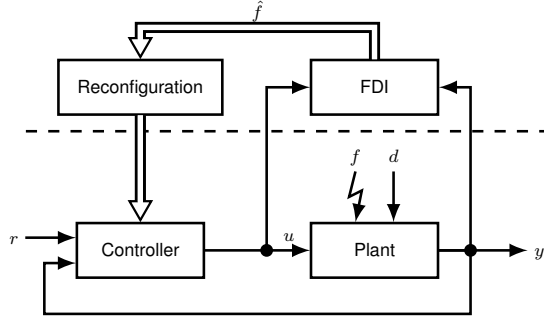 f̂
Reconfiguration
FDI
f
d
r
Controller
u
Plant
y